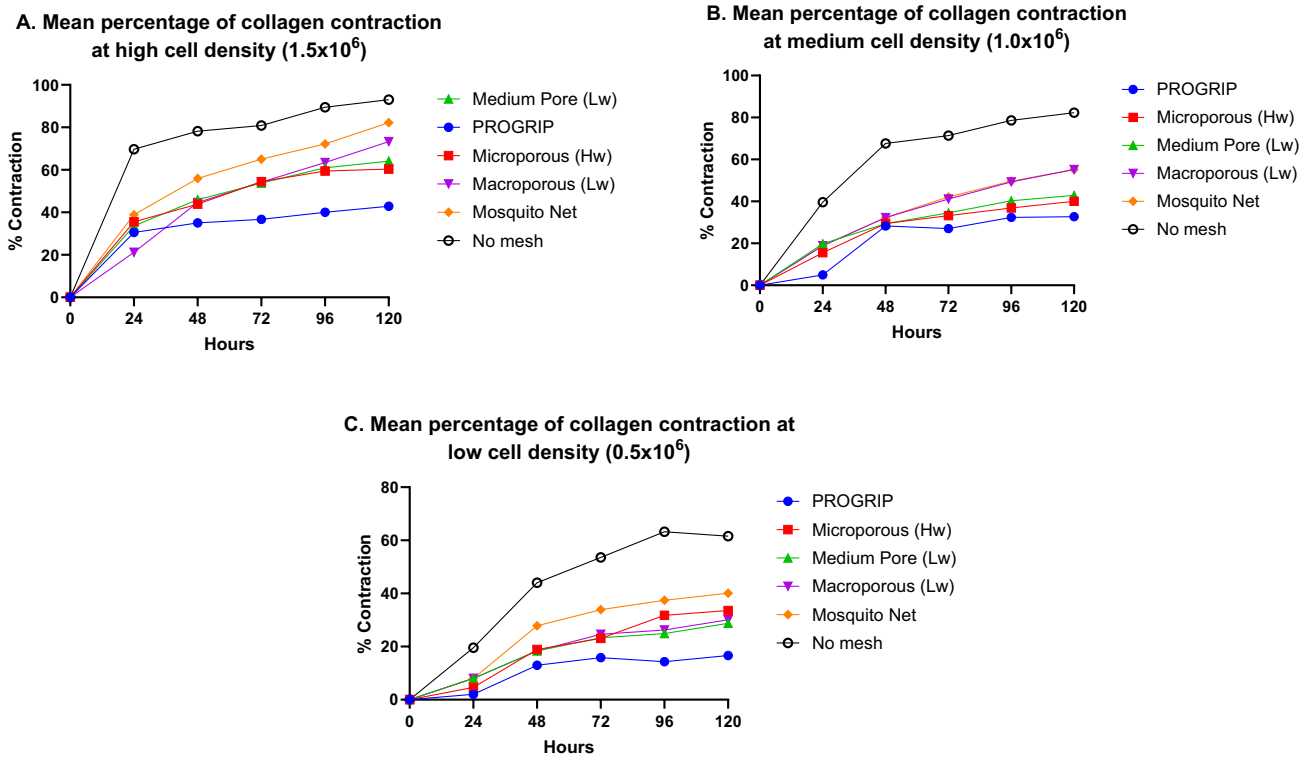 A. Mean percentage of collagen contraction
at high cell density (1.5x10⁶)
% Contraction
100
80
60
40
20
0
0 24 48 72 96 120
Hours
Medium Pore (Lw)
PROGRIP
Microporous (Hw)
Macroporous (Lw)
Mosquito Net
No mesh
B. Mean percentage of collagen contraction
at medium cell density (1.0x10⁶)
% Contraction
100
80
60
40
20
0
0 24 48 72 96 120
Hours
PROGRIP
Microporous (Hw)
Medium Pore (Lw)
Macroporous (Lw)
Mosquito Net
No mesh
C. Mean percentage of collagen contraction at
low cell density (0.5x10⁶)
% Contraction
80
60
40
20
0
0 24 48 72 96 120
Hours
PROGRIP
Microporous (Hw)
Medium Pore (Lw)
Macroporous (Lw)
Mosquito Net
No mesh